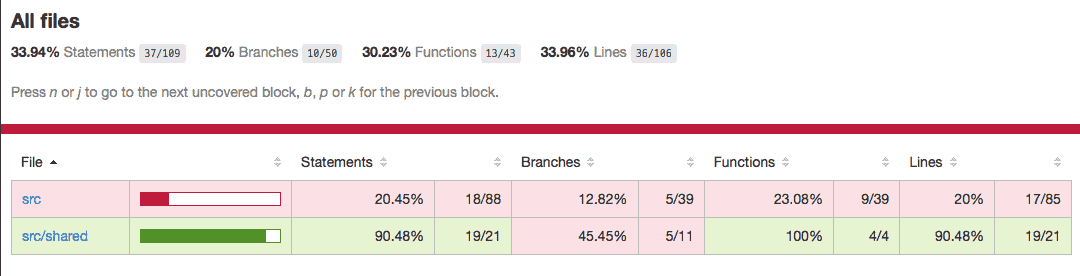 All files
33.94% Statements 37/109 20% Branches 10/50 30.23% Functions 13/43 33.96% Lines 36/106
Press n or j to go to the next uncovered block, b, p or k for the previous block.
File Statements Branches Functions Lines
src 20.45% 18/88 12.82% 5/39 23.08% 9/39 20% 17/85
src/shared 90.48% 19/21 45.45% 5/11 100% 4/4 90.48% 19/21